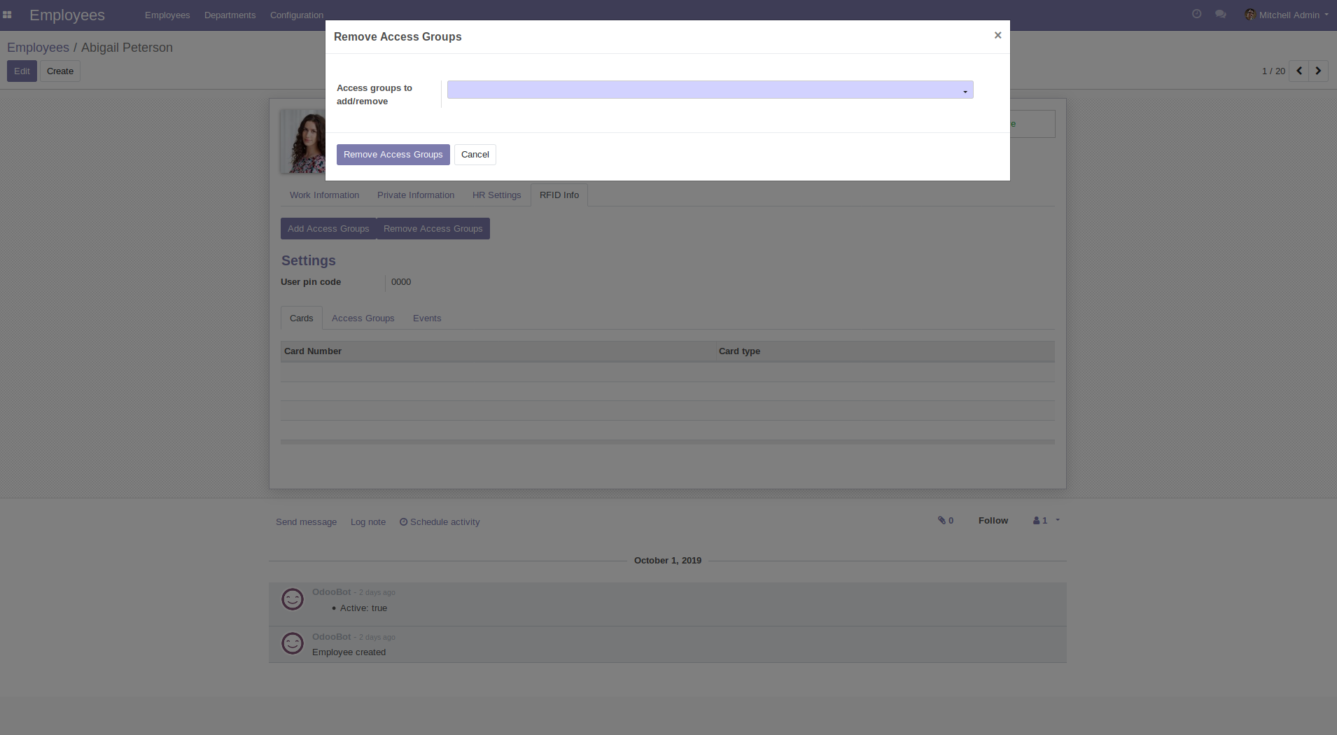 Employees
Employees
Departments
Configuration
Mitchell Admin
Employees / Abigail Peterson
Edit
Create
1 / 20
Remove Access Groups
×
Access groups to
add/remove
Remove Access Groups
Cancel
Work Information
Private Information
HR Settings
RFID Info
Add Access Groups
Remove Access Groups
Settings
User pin code
0000
Cards
Access Groups
Events
Card Number
Card type
Send message
Log note
Schedule activity
0
Follow
1
October 1, 2019
OdooBot - 2 days ago
• Active: true
OdooBot - 2 days ago
Employee created